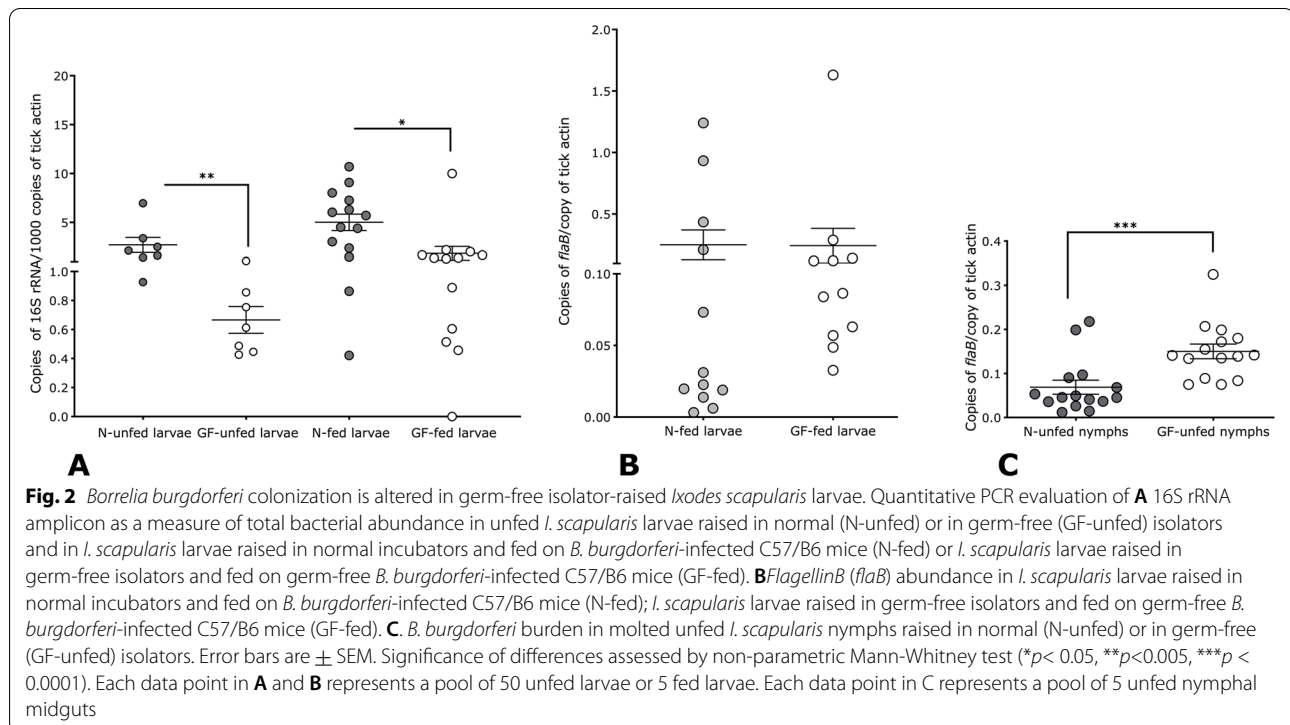 Copies of 16S rRNA/1000 copies of tick actin
20
15
10
5
1.0
0.8
0.6
0.4
0.2
0.0
**
*
N-unfed larvae GF-unfed larvae N-fed larvae GF-fed larvae
A
Copies of flaB/copy of tick actin
2.0
1.5
1.0
0.5
0.10
0.05
0.00
N-fed larvae GF-fed larvae
B
Copies of flaB/copy of tick actin
0.4
0.3
0.2
0.1
0.0
***
N-unfed nymphs GF-unfed nymphs
C
Fig. 2 Borrelia burgdorferi colonization is altered in germ-free isolator-raised Ixodes scapularis larvae. Quantitative PCR evaluation of A 16S rRNA
amplicon as a measure of total bacterial abundance in unfed I. scapularis larvae raised in normal (N-unfed) or in germ-free (GF-unfed) isolators
and in I. scapularis larvae raised in normal incubators and fed on B. burgdorferi-infected C57/B6 mice (N-fed) or I. scapularis larvae raised in
germ-free isolators and fed on germ-free B. burgdorferi-infected C57/B6 mice (GF-fed). BFlagellinB (flaB) abundance in I. scapularis larvae raised in
normal incubators and fed on B. burgdorferi-infected C57/B6 mice (N-fed); I. scapularis larvae raised in germ-free isolators and fed on germ-free B.
burgdorferi-infected C57/B6 mice (GF-fed). C. B. burgdorferi burden in molted unfed I. scapularis nymphs raised in normal (N-unfed) or in germ-free
(GF-unfed) isolators. Error bars are ± SEM. Significance of differences assessed by non-parametric Mann-Whitney test (*p< 0.05, **p<0.005, ***p <
0.0001). Each data point in A and B represents a pool of 50 unfed larvae or 5 fed larvae. Each data point in C represents a pool of 5 unfed nymphal
midguts